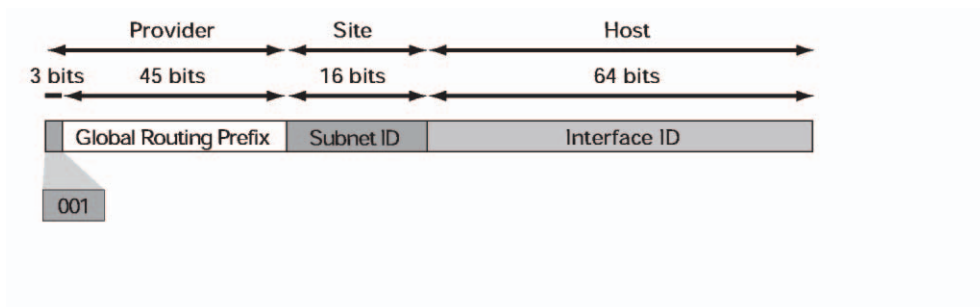 Provider Site Host
3 bits 45 bits 16 bits 64 bits
Global Routing Prefix Subnet ID Interface ID
001